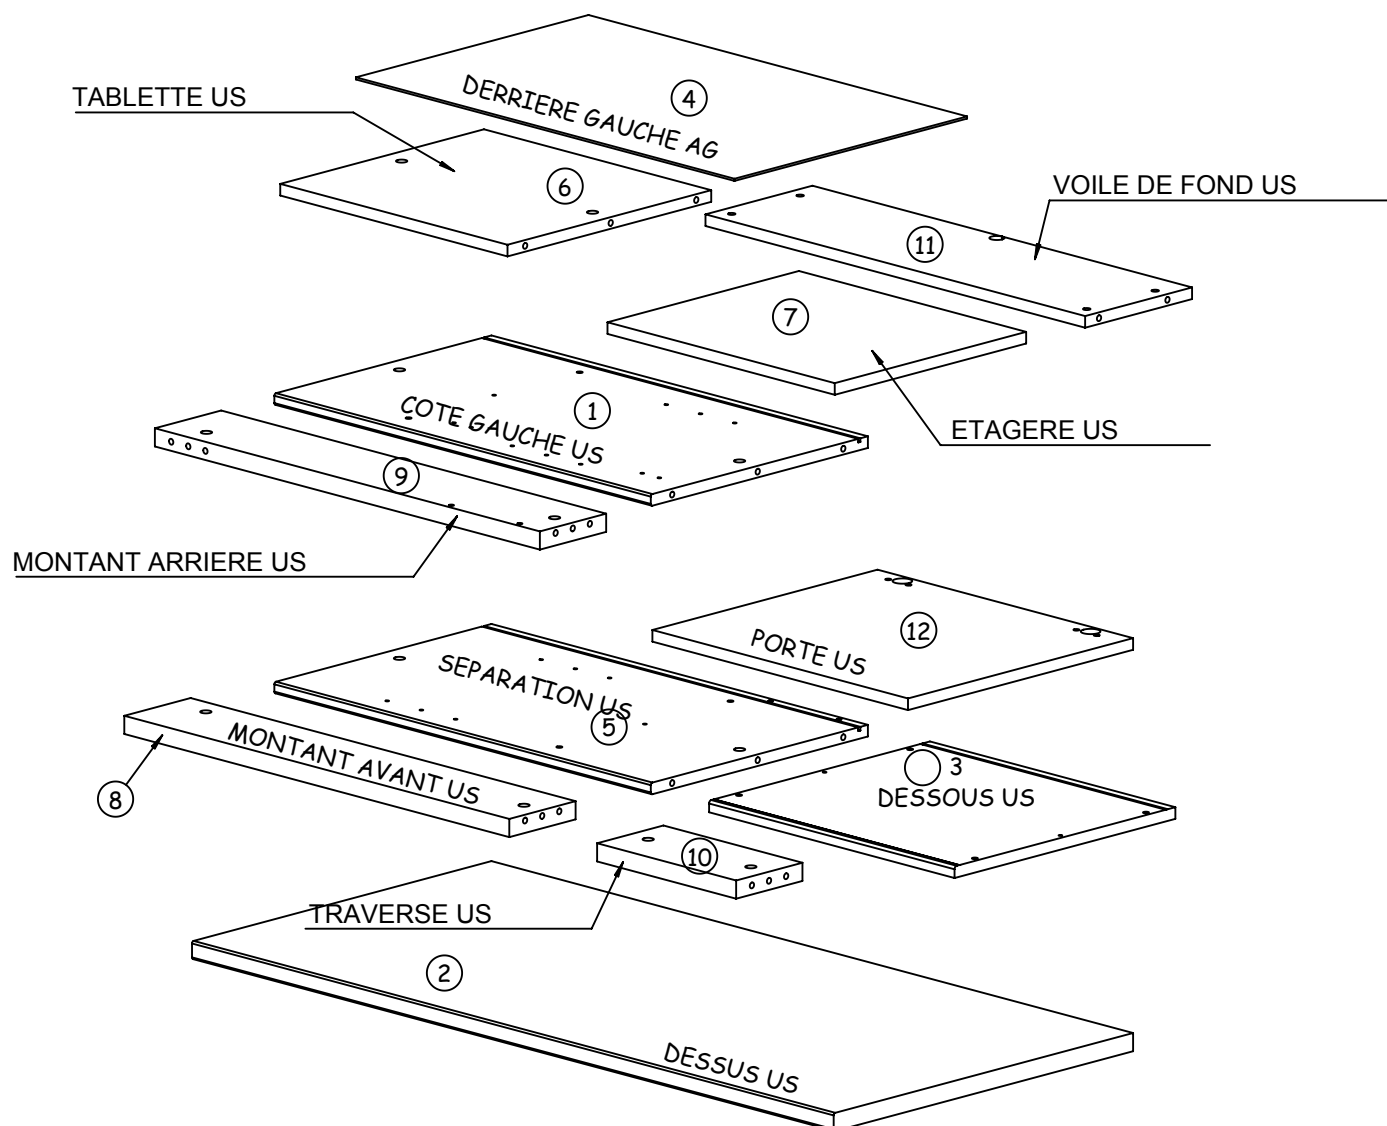 4
DERRIERE GAUCHE AG
TABLETTE US
6
VOILE DE FOND US
11
7
1
COTE GAUCHE US
ETAGERE US
9
MONTANT ARRIERE US
12
PORTE US
SEPARATION US
5
MONTANT AVANT US
8
3
DESSOUS US
10
TRAVERSE US
2
DESSUS US